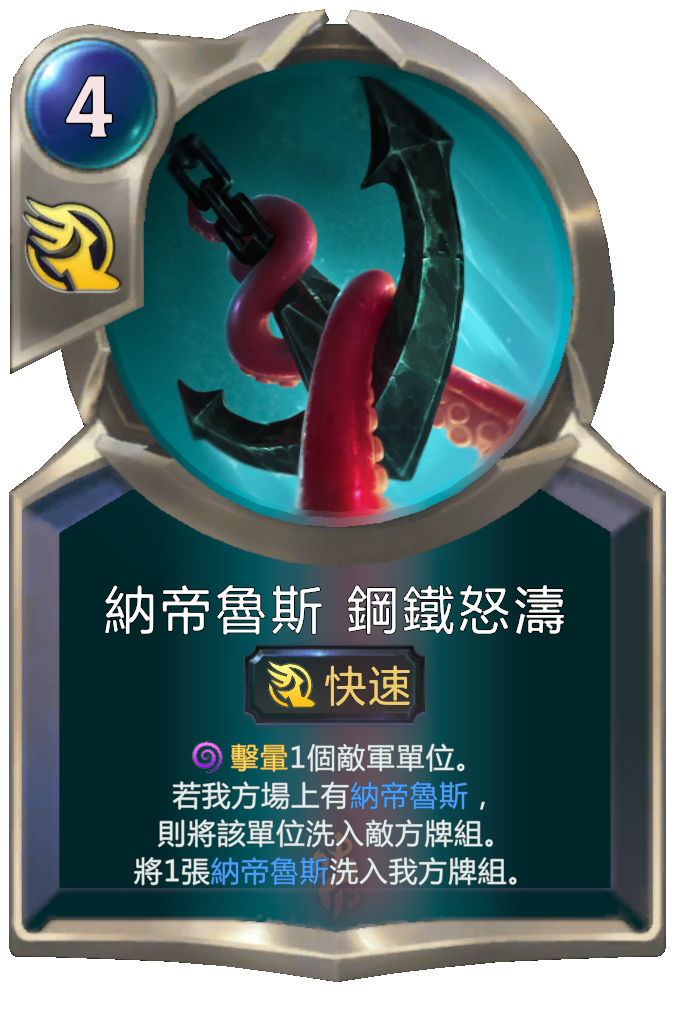 4
納帝魯斯 鋼鐵怒濤
快速
擊暈1個敵軍單位。
若我方場上有納帝魯斯，
則將該單位洗入敵方牌組。
將1張納帝魯斯洗入我方牌組。